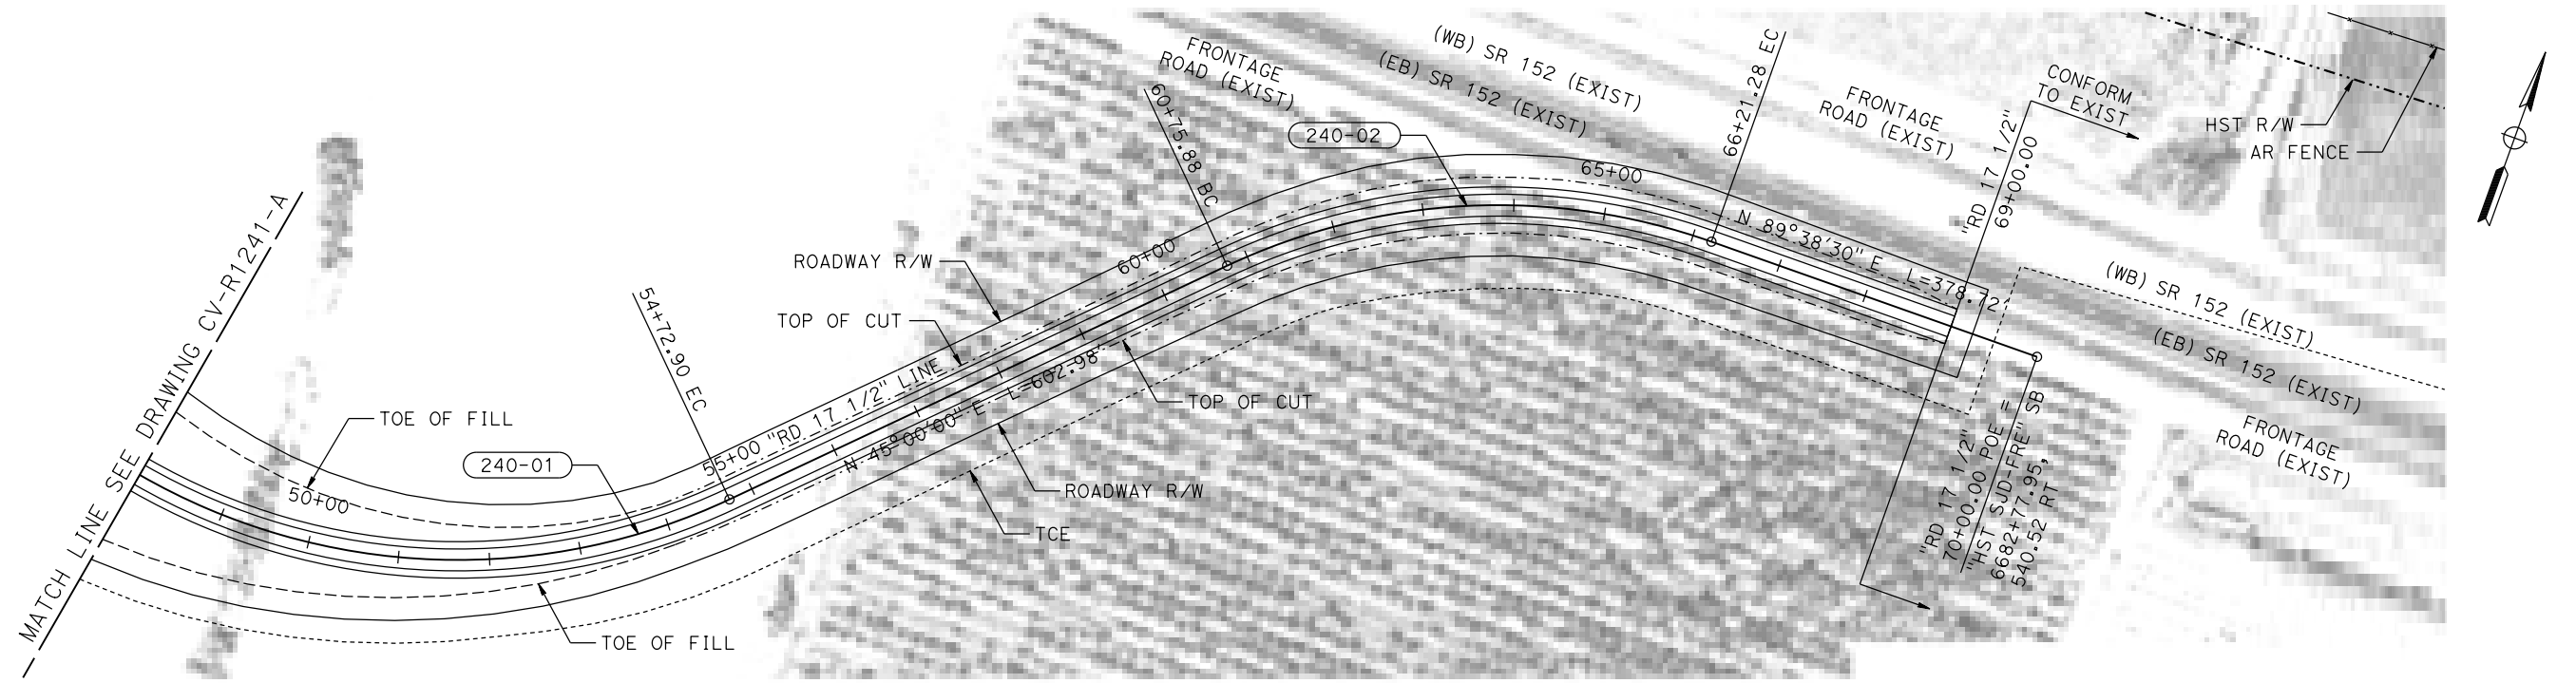 MATCH LINE SEE DRAWING CV-R1241-A
TOE OF FILL
50+00
240-01
TOE OF FILL
54+72.90 EC
55+00 "RD 17 1/2" LINE
N 45°00'00" E L=602.98'
ROADWAY R/W
TOP OF CUT
60+00
60+75.88 BC
TOP OF CUT
ROADWAY R/W
TCE
FRONTAGE
ROAD (EXIST)
(WB) SR 152 (EXIST)
(EB) SR 152 (EXIST)
240-02
65+00
66+21.28 EC
N 89°38'30" E L=378.72'
FRONTAGE
ROAD (EXIST)
"RD 17 1/2"
69+00.00
CONFORM
TO EXIST
HST R/W
AR FENCE
(WB) SR 152 (EXIST)
(EB) SR 152 (EXIST)
FRONTAGE
ROAD (EXIST)
"RD 17 1/2"
70+00.00 POE =
"HST SJD-FRE" SB
6682+77.95,
540.52 RT